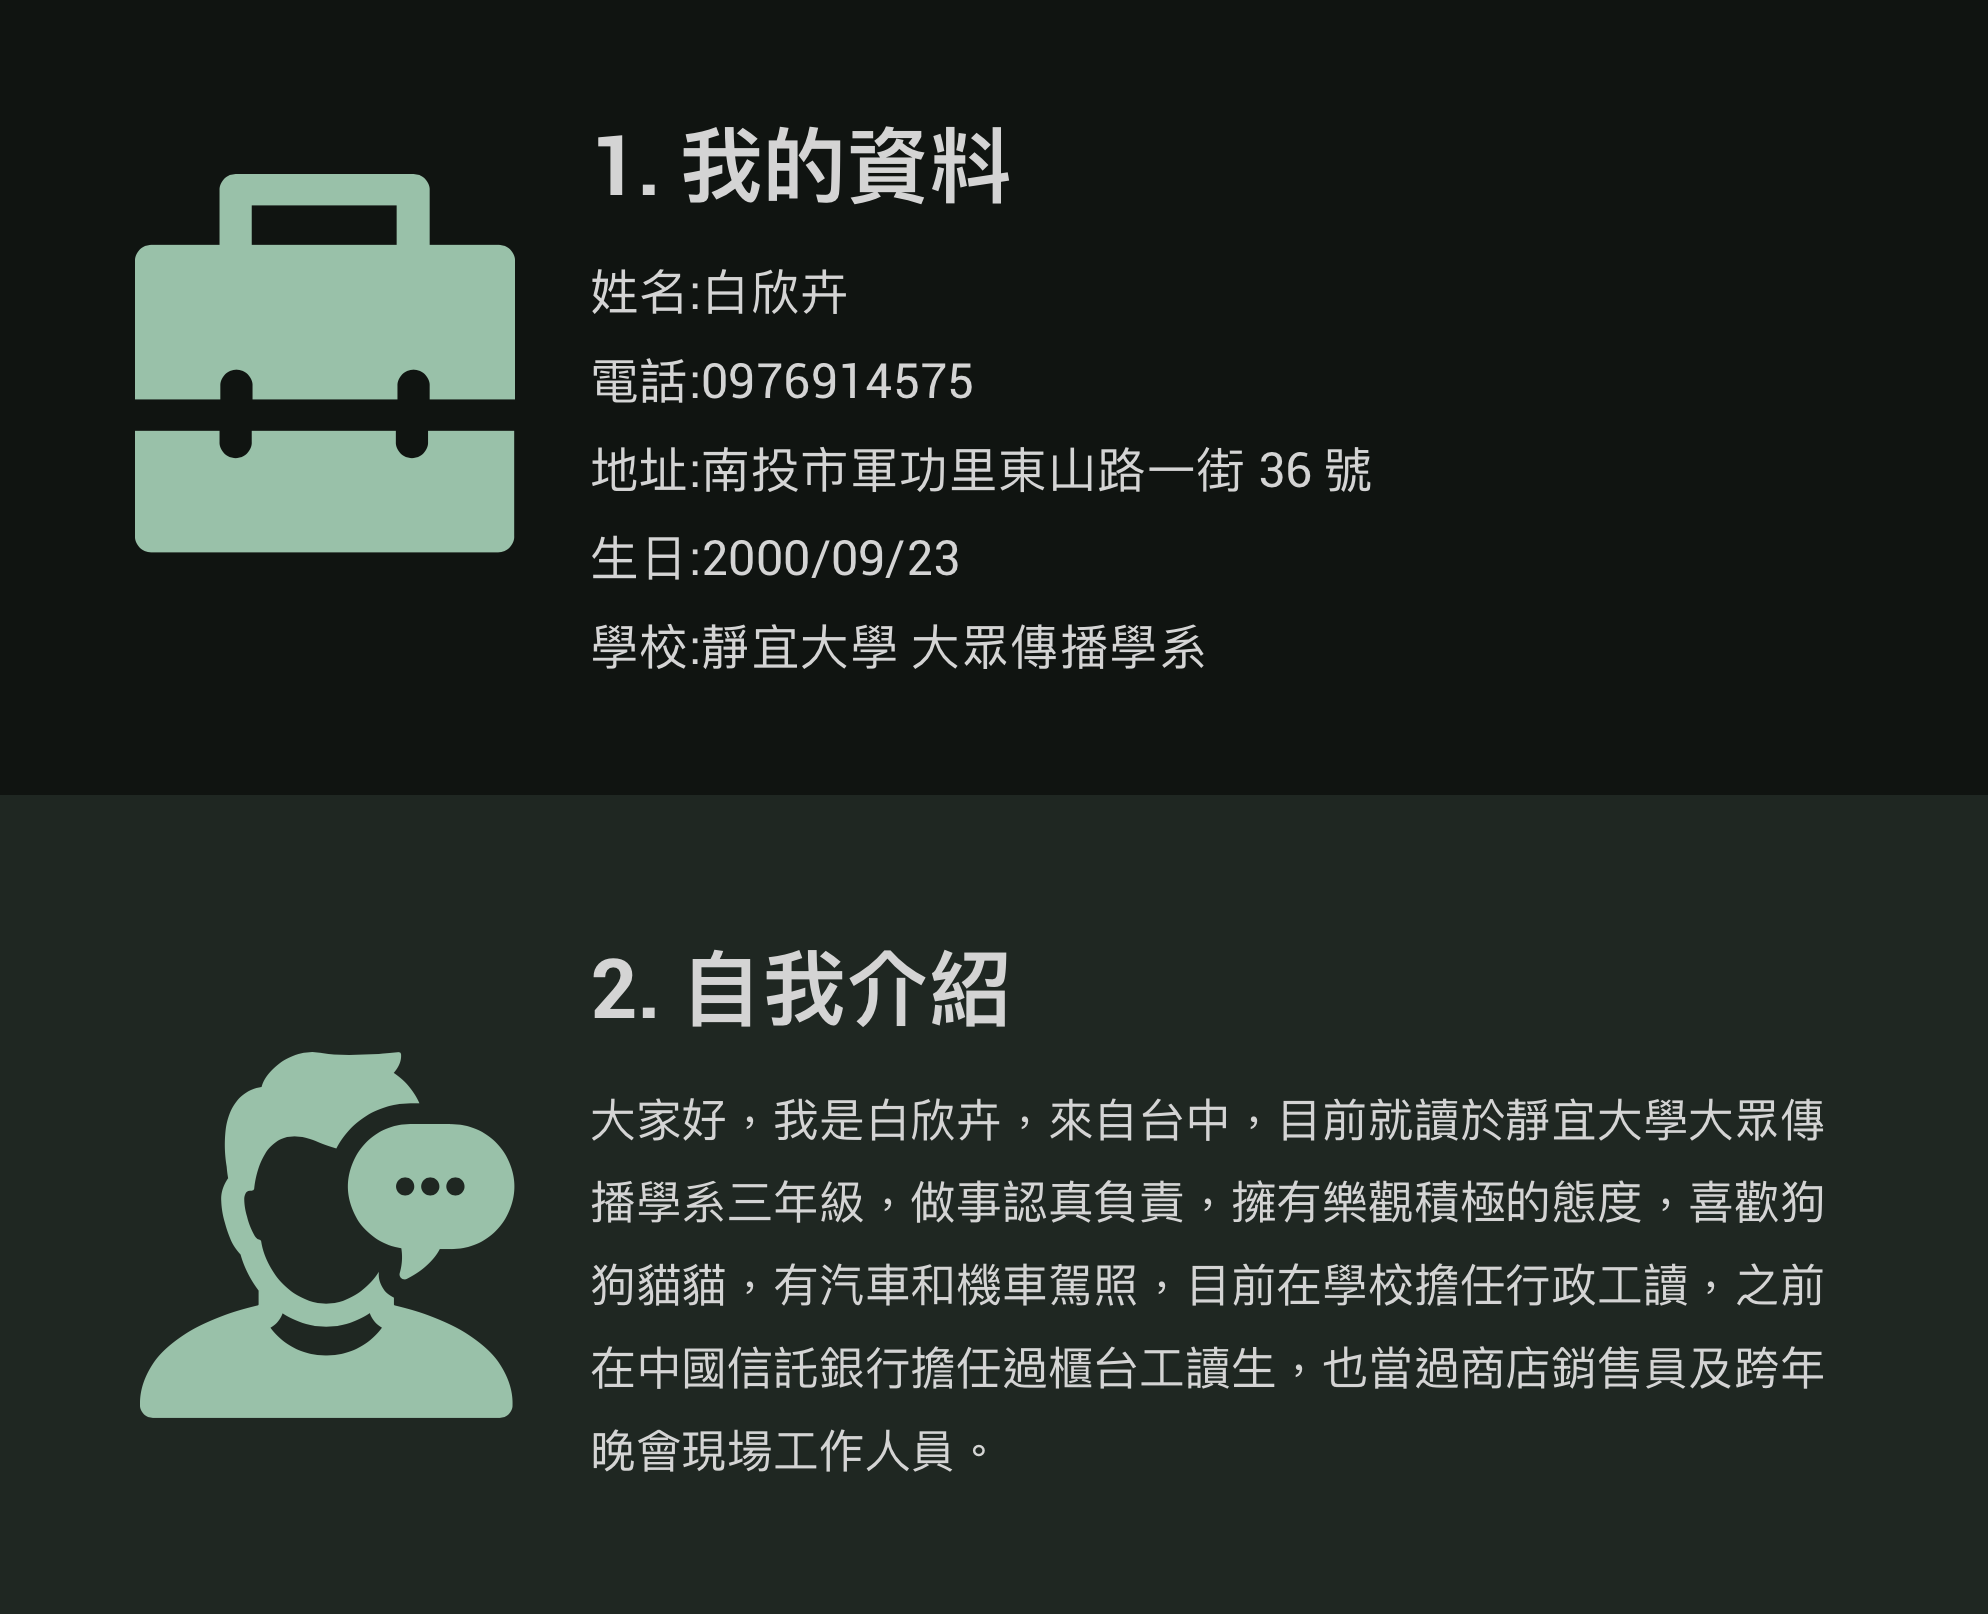 1. 我的資料
姓名:白欣卉
電話:0976914575
地址:南投市軍功里東山路一街 36 號
生日:2000/09/23
學校:靜宜大學 大眾傳播學系
2. 自我介紹
大家好，我是白欣卉，來自台中，目前就讀於靜宜大學大眾傳
播學系三年級，做事認真負責，擁有樂觀積極的態度，喜歡狗
狗貓貓，有汽車和機車駕照，目前在學校擔任行政工讀，之前
在中國信託銀行擔任過櫃台工讀生，也當過商店銷售員及跨年
晚會現場工作人員。